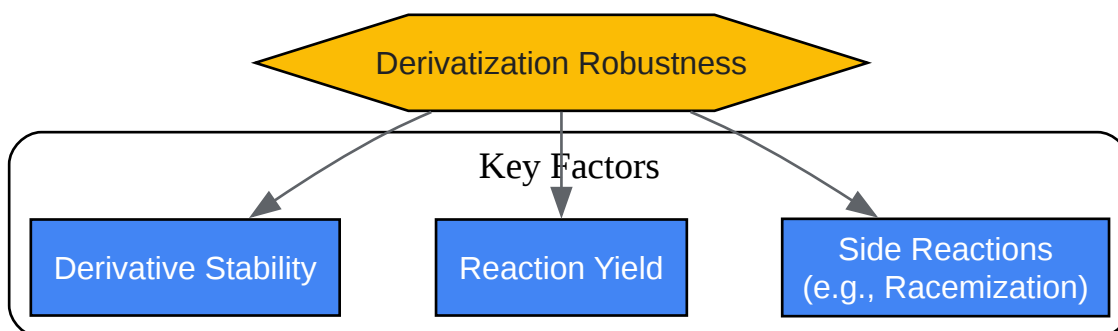 Derivatization Robustness
Key Factors
Derivative Stability
Reaction Yield
Side Reactions
(e.g., Racemization)